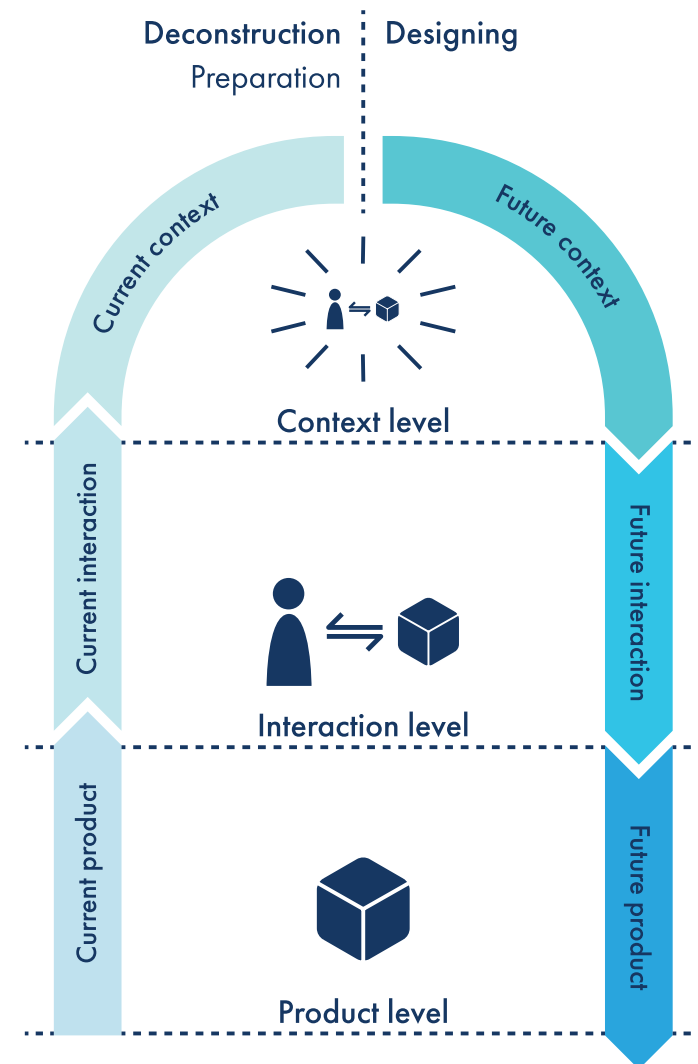 Deconstruction
Preparation
Designing
Current context
Future context
Context level
Current interaction
Future interaction
Interaction level
Current product
Future product
Product level